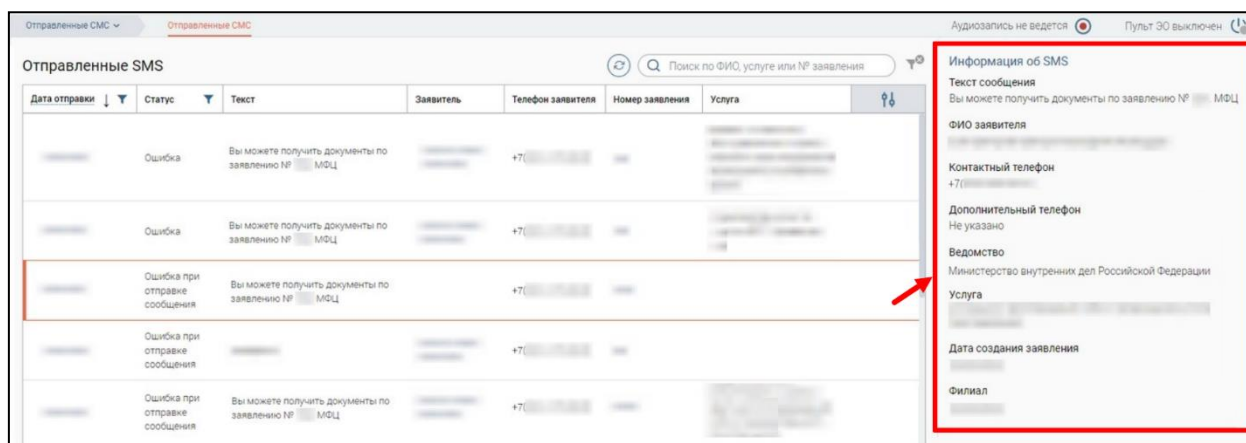 Отправленные СМС
Отправленные СМС
Аудиозапись не ведется
Пульт ЭО выключен
Отправленные SMS
Поиск по ФИО, услуге или № заявления
Дата отправки
Статус
Текст
Заявитель
Телефон заявителя
Номер заявления
Услуга
Ошибка
Вы можете получить документы по
заявлению № МФЦ
+7(
Ошибка
Вы можете получить документы по
заявлению № МФЦ
+7(
Ошибка при
отправке
сообщения
Вы можете получить документы по
заявлению № МФЦ
+7(
Ошибка при
отправке
сообщения
+7(
Ошибка при
отправке
сообщения
Вы можете получить документы по
заявлению № МФЦ
+7(
Информация об SMS
Текст сообщения
Вы можете получить документы по заявлению № МФЦ
ФИО заявителя
Контактный телефон
+7(
Дополнительный телефон
Не указано
Ведомство
Министерство внутренних дел Российской Федерации
Услуга
Дата создания заявления
Филиал